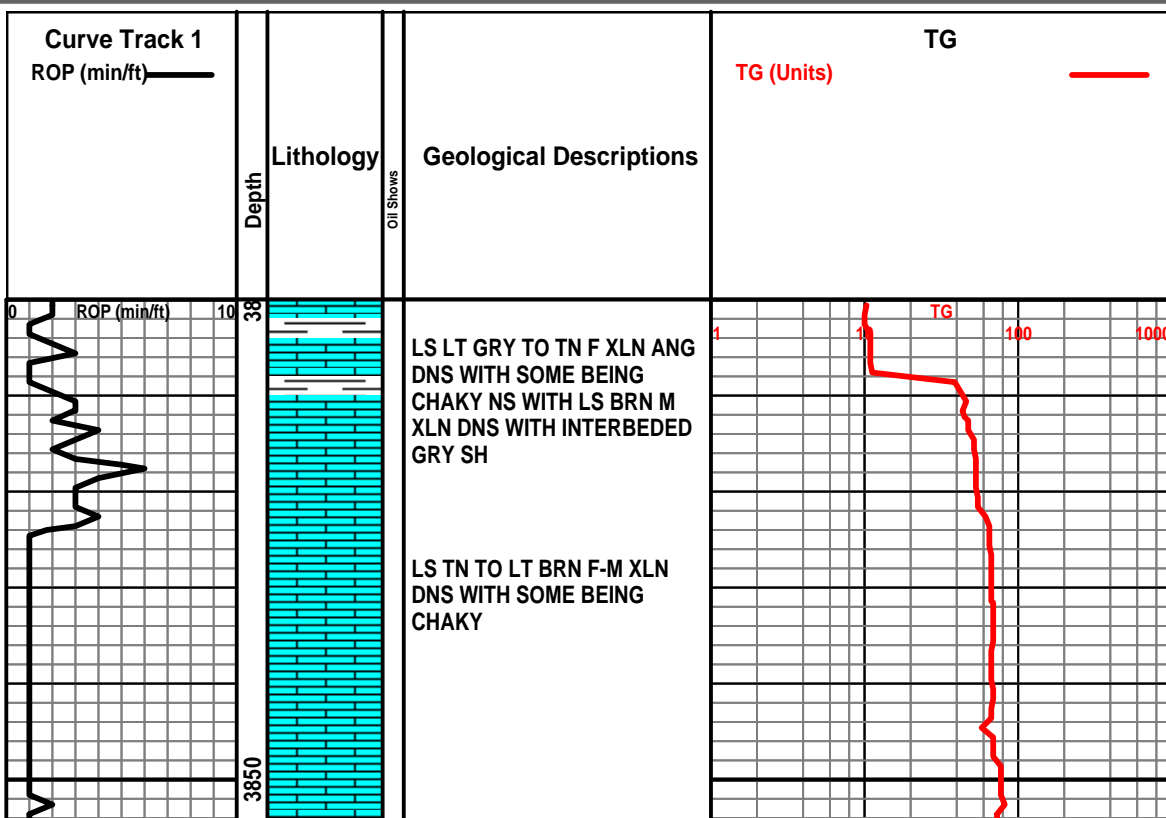 Curve Track 1
ROP (min/ft)
Depth
Lithology
Oil Shows
Geological Descriptions
TG
TG (Units)
0 ROP (min/ft) 10
38
TG
1 10 100 1000
LS LT GRY TO TN F XLN ANG
DNS WITH SOME BEING
CHAKY NS WITH LS BRN M
XLN DNS WITH INTERBEDED
GRY SH
LS TN TO LT BRN F-M XLN
DNS WITH SOME BEING
CHAKY
3850